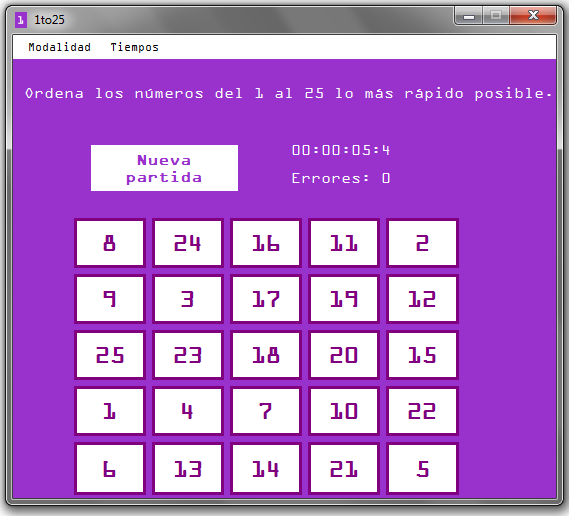 1 1to25
Modalidad Tiempos
Ordena los números del 1 al 25 lo más rápido posible.
Nueva
partida
00:00:05:4
Errores: 0
8 24 16 11 2
9 3 17 19 12
25 23 18 20 15
1 4 7 10 22
6 13 14 21 5